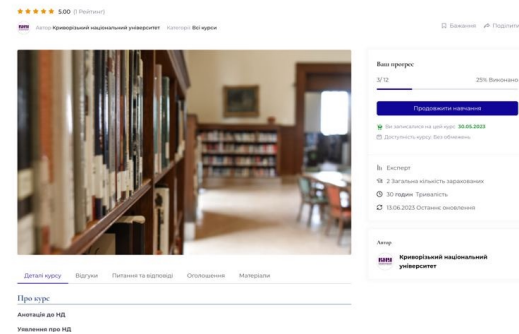 5.00 (1 Рейтинг)
Автор Криворізький національний університет Категорії Всі курси
Бажання Поділити
Ваш прогрес
3/ 12 25% Виконано
Продовжити навчання
Ви записалися на цей курс 30.05.2023
Доступність курсу: Без обмежень
Експерт
2 Загальна кількість зарахованих
30 годин Тривалість
13.06.2023 Останнє оновлення
Автор
Криворізький національний
університет
Деталі курсу Відгуки Питання та відповіді Оголошення Матеріали
Про курс
Анотація до НД
Уявлення про НД